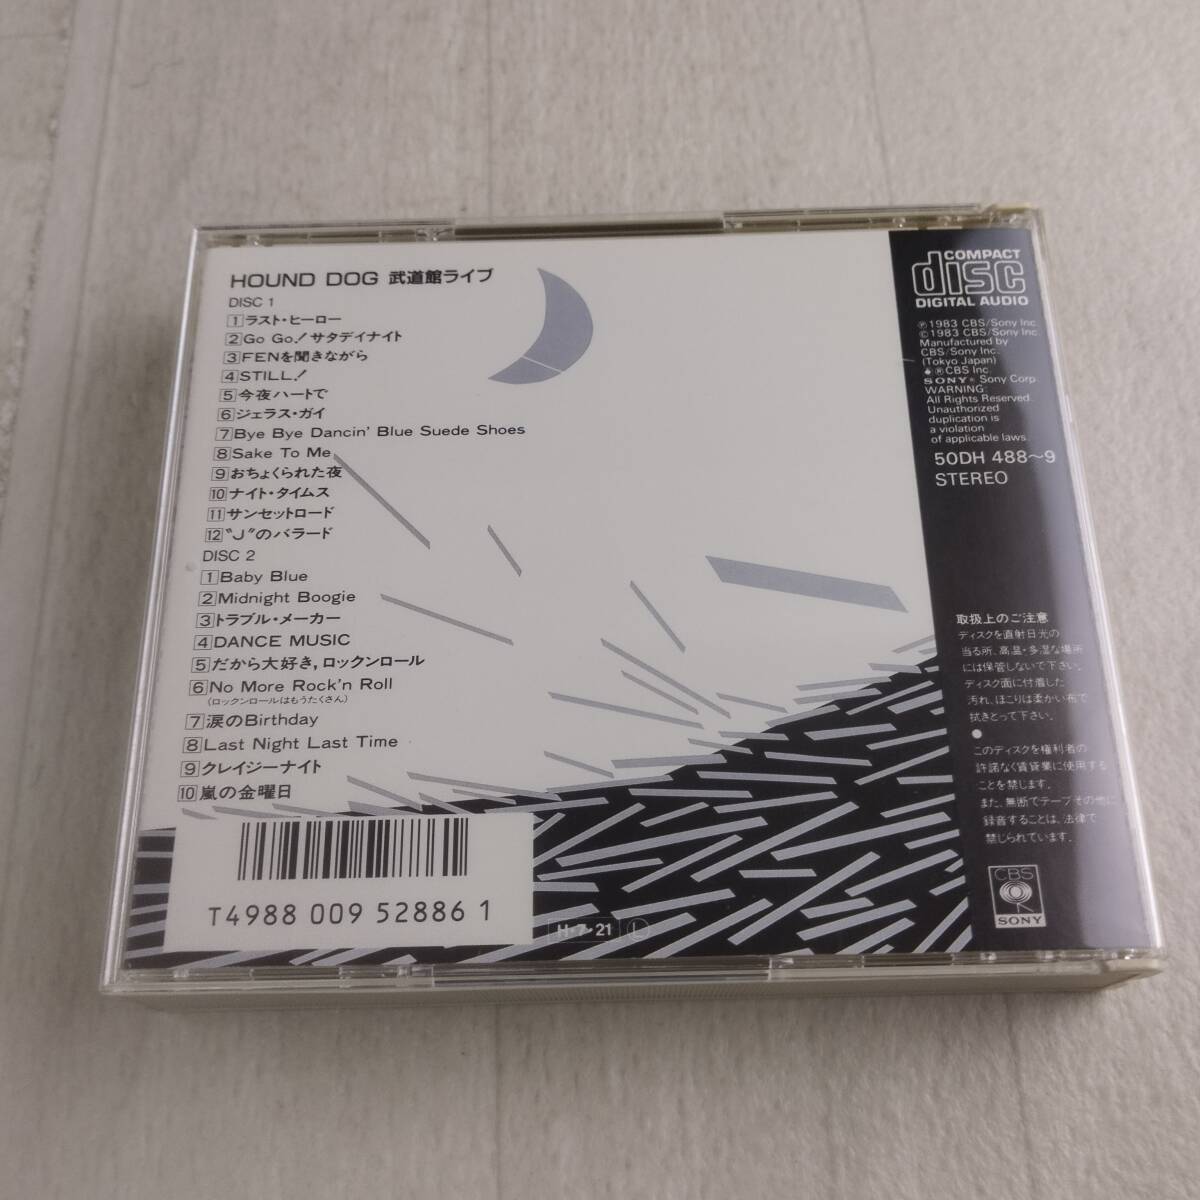 HOUND DOG 武道館ライブ
DISC 1
1 ラスト・ヒーロー
2 Go Go! サタデイナイト
3 FENを聞きながら
4 STILL!
5 今夜ハートで
6 ジェラス・ガイ
7 Bye Bye Dancin' Blue Suede Shoes
8 Sake To Me
9 おちょくられた夜
10 ナイト・タイムス
11 サンセットロード
12 “J”のバラード
DISC 2
1 Baby Blue
2 Midnight Boogie
3 トラブル・メーカー
4 DANCE MUSIC
5 だから大好き,ロックンロール
6 No More Rock'n Roll
(ロックンロールはもうたくさん)
7 涙のBirthday
8 Last Night Last Time
9 クレイジーナイト
10 嵐の金曜日
T4988 009 52886 1
H・7・21 L
COMPACT
disc
DIGITAL AUDIO
℗1983 CBS/Sony Inc.
©1983 CBS/Sony Inc.
Manufactured by
CBS/Sony Inc.
(Tokyo Japan)
®CBS Inc.
SONY® Sony Corp.
WARNING:
All Rights Reserved.
Unauthorized
duplication is
a violation
of applicable laws.
50DH 488~9
STEREO
取扱上のご注意
ディスクを直射日光の
当る所、高温・多湿な場所
には保管しないで下さい。
ディスク面に付着した
汚れ、ほこりは柔かい布で
拭きとって下さい。
●
このディスクを権利者の
許諾なく賃貸業に使用する
ことを禁じます。
また、無断でテープその他に
録音することは、法律で
禁じられています。
CBS
SONY